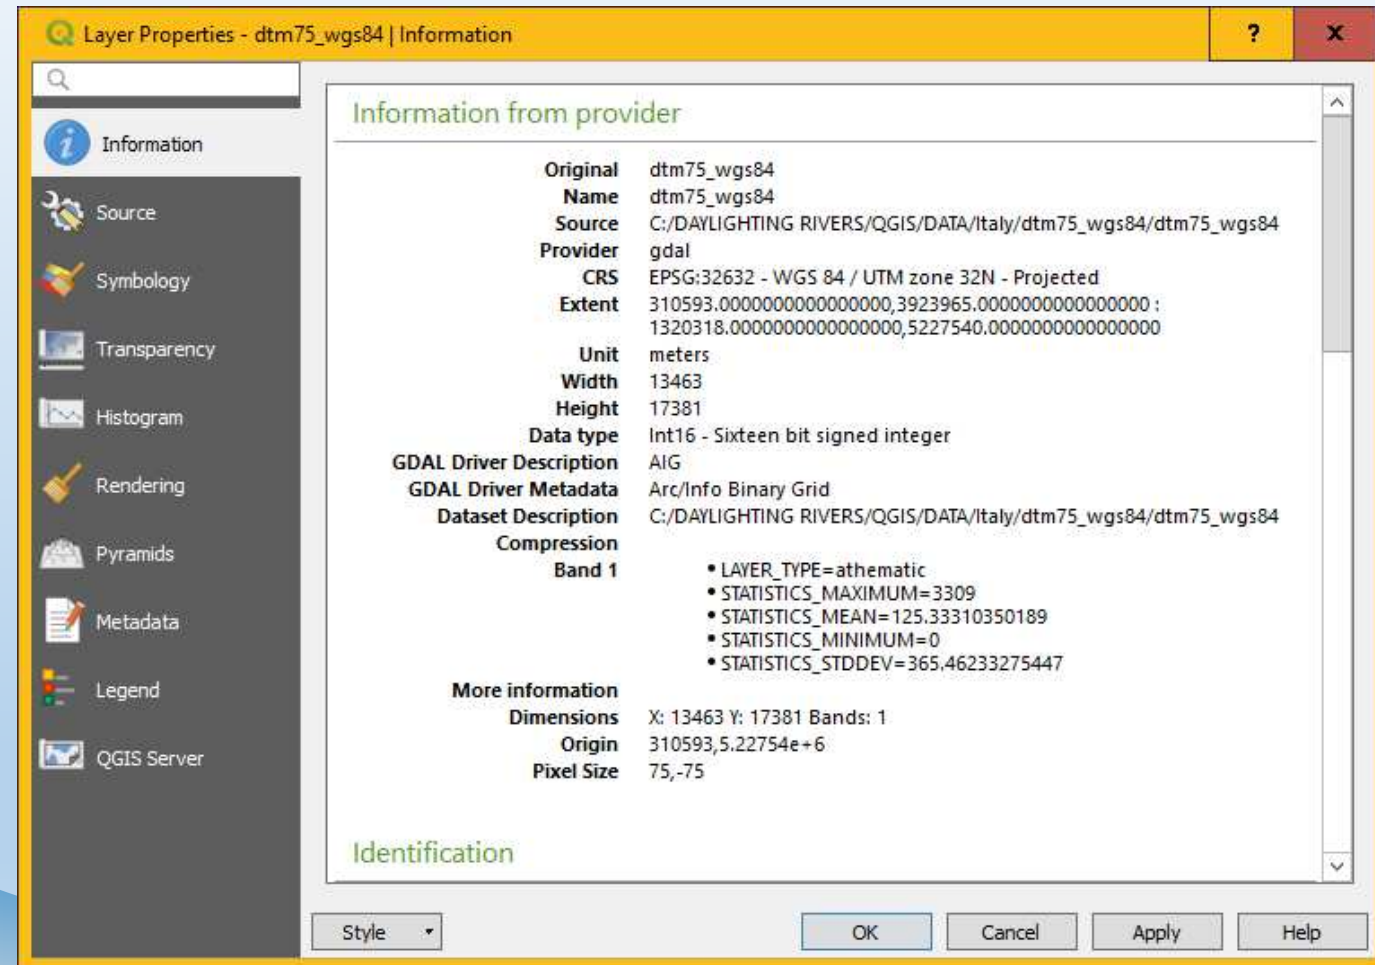 Layer Properties - dtm75_wgs84 | Information
?
x
Information
Source
Symbology
Transparency
Histogram
Rendering
Pyramids
Metadata
Legend
QGIS Server
Information from provider
Original dtm75_wgs84
Name dtm75_wgs84
Source C:/DAYLIGHTING RIVERS/QGIS/DATA/Italy/dtm75_wgs84/dtm75_wgs84
Provider gdal
CRS EPSG:32632 - WGS 84 / UTM zone 32N - Projected
Extent 310593.0000000000000000,3923965.0000000000000000 :
1320318.0000000000000000,5227540.0000000000000000
Unit meters
Width 13463
Height 17381
Data type Int16 - Sixteen bit signed integer
GDAL Driver Description AIG
GDAL Driver Metadata Arc/Info Binary Grid
Dataset Description C:/DAYLIGHTING RIVERS/QGIS/DATA/Italy/dtm75_wgs84/dtm75_wgs84
Compression
Band 1 • LAYER_TYPE=athematic
• STATISTICS_MAXIMUM=3309
• STATISTICS_MEAN=125.33310350189
• STATISTICS_MINIMUM=0
• STATISTICS_STDDEV=365.46233275447
More information
Dimensions X: 13463 Y: 17381 Bands: 1
Origin 310593,5.22754e+6
Pixel Size 75,-75
Identification
Style
OK
Cancel
Apply
Help